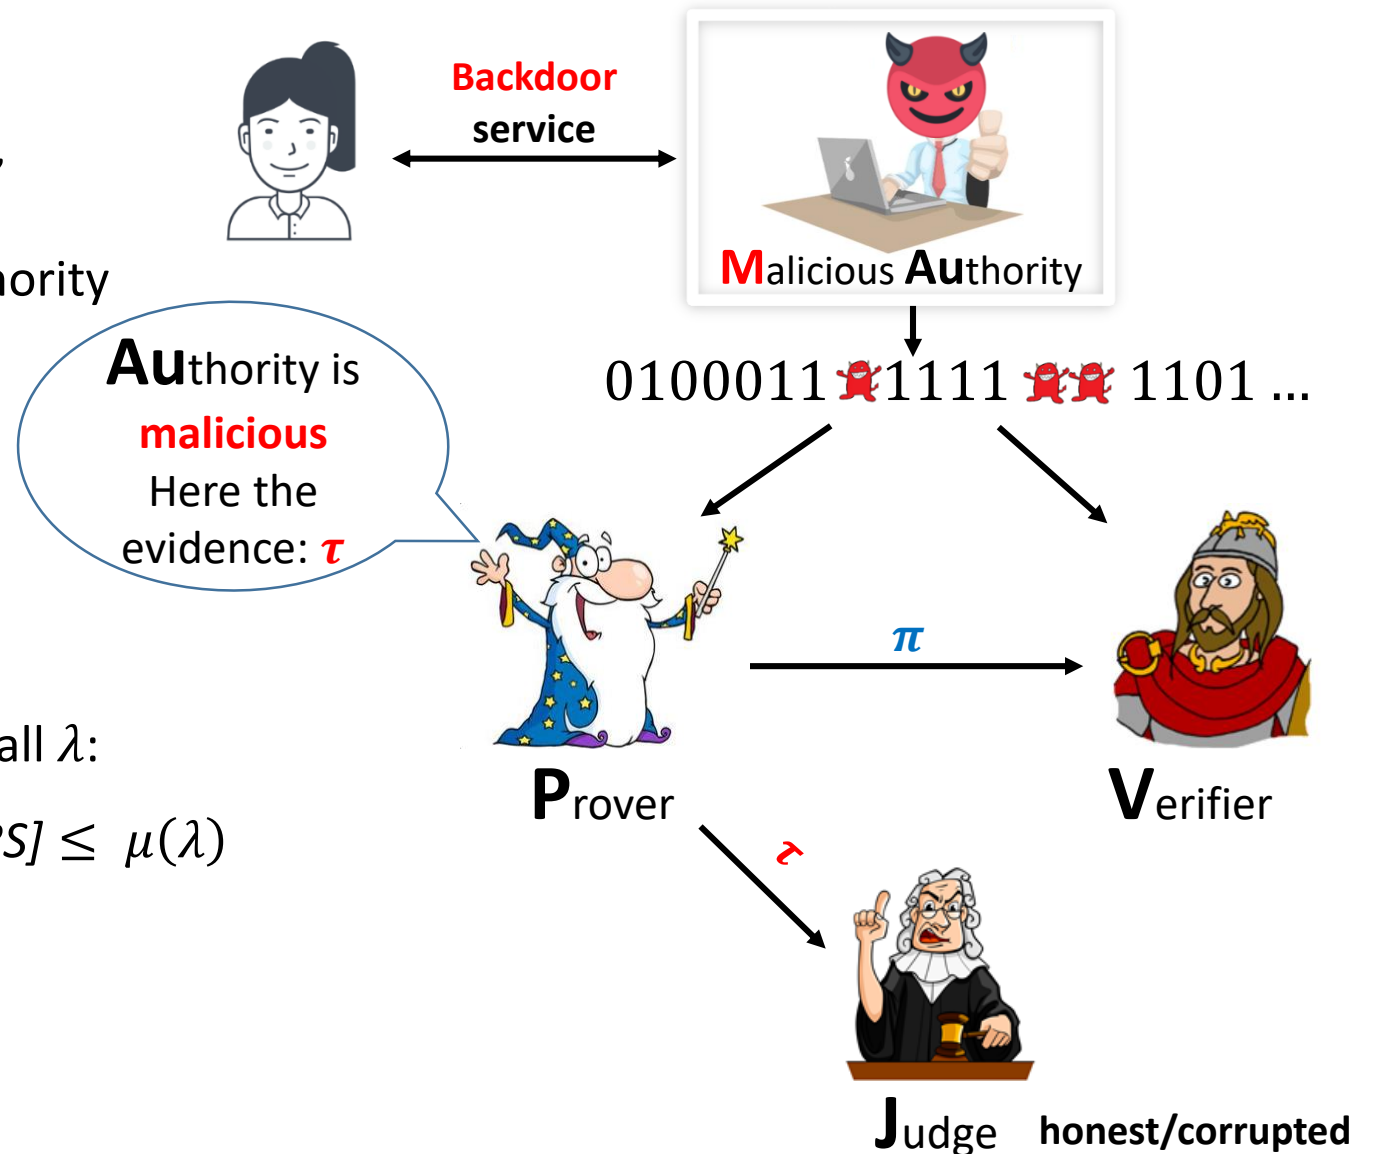 Backdoor
service
Malicious Authority
Authority is
malicious
Here the
evidence: τ
0100011 1111 1101 ...
π
all λ:
Prover
Verifier
S] ≤ μ(λ)
τ
Judge honest/corrupted